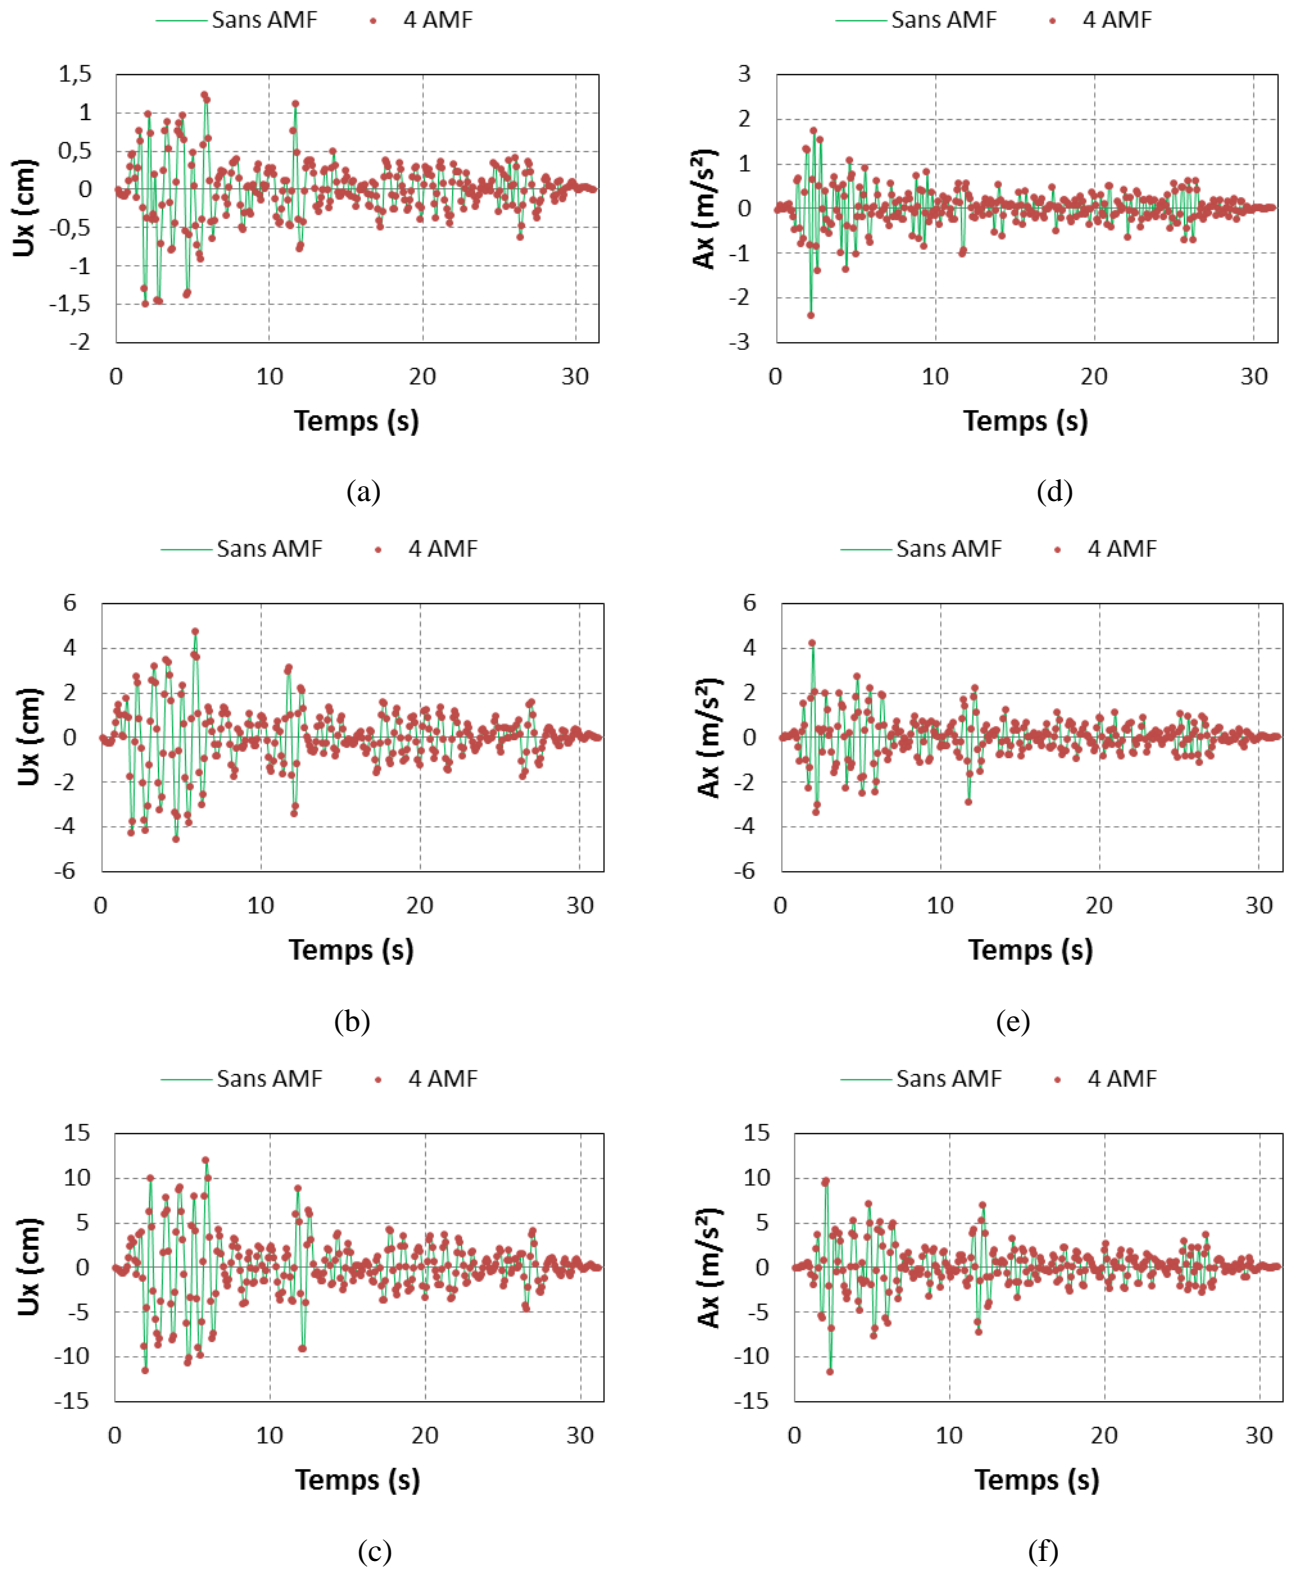 Sans AMF 4 AMF
Ux (cm)
1,5
1
0,5
0
-0,5
-1
-1,5
-2
0 10 20 30
Temps (s)
(a)
Sans AMF 4 AMF
Ax (m/s²)
3
2
1
0
-1
-2
-3
0 10 20 30
Temps (s)
(d)
Sans AMF 4 AMF
Ux (cm)
6
4
2
0
-2
-4
-6
0 10 20 30
Temps (s)
(b)
Sans AMF 4 AMF
Ax (m/s²)
6
4
2
0
-2
-4
-6
0 10 20 30
Temps (s)
(e)
Sans AMF 4 AMF
Ux (cm)
15
10
5
0
-5
-10
-15
0 10 20 30
Temps (s)
(c)
Sans AMF 4 AMF
Ax (m/s²)
15
10
5
0
-5
-10
-15
0 10 20 30
Temps (s)
(f)